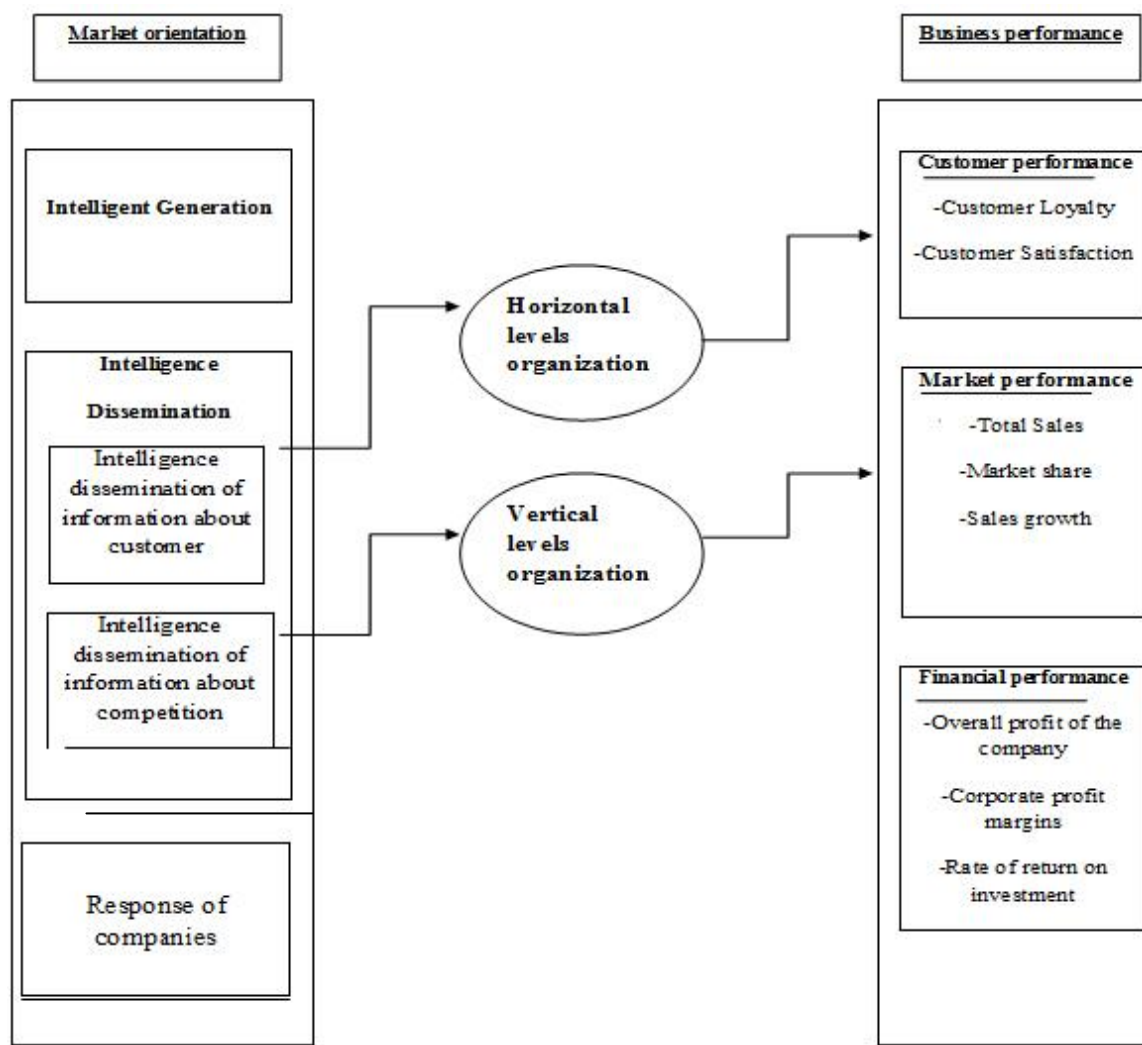 Market orientation
Business performance
Intelligent Generation
Intelligence
Dissemination
Intelligence
dissemination of
information about
customer
Intelligence
dissemination of
information about
competition
Response of
companies
Horizontal
levels
organization
Vertical
levels
organization
Customer performance
-Customer Loyalty
-Customer Satisfaction
Market performance
-Total Sales
-Market share
-Sales growth
Financial performance
-Overall profit of the
company
-Corporate profit
margins
-Rate of return on
investment